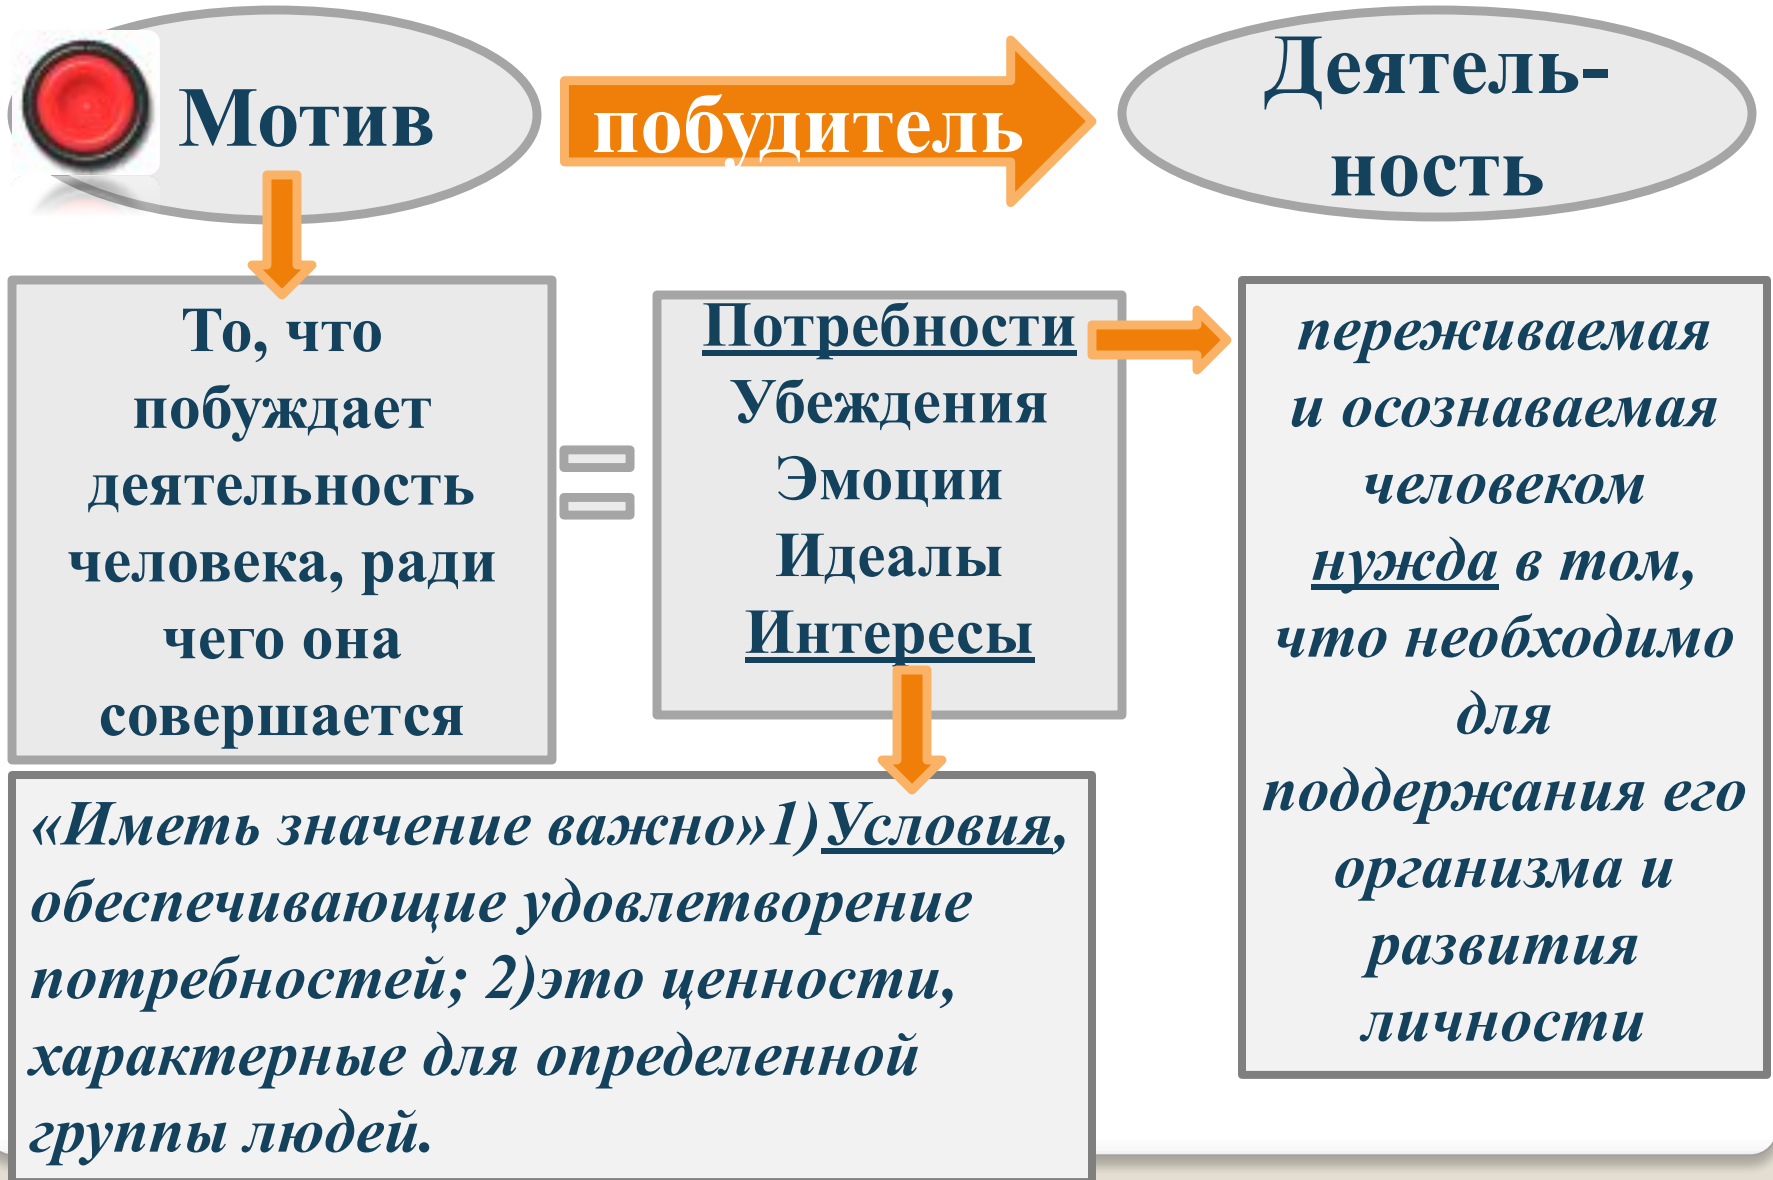 Мотив
побудитель
Деятель-
ность
То, что
побуждает
деятельность
человека, ради
чего она
совершается
Потребности
Убеждения
Эмоции
Идеалы
Интересы
переживаемая
и осознаваемая
человеком
нужда в том,
что необходимо
для
поддержания его
организма и
развития
личности
«Иметь значение важно»1)Условия,
обеспечивающие удовлетворение
потребностей; 2)это ценности,
характерные для определенной
группы людей.